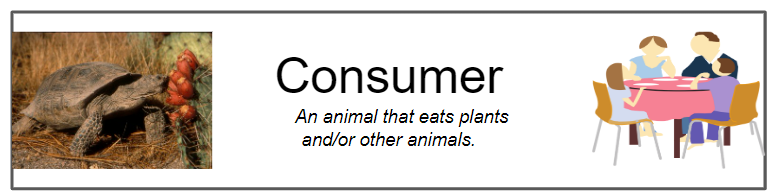 Consumer
An animal that eats plants
and/or other animals.